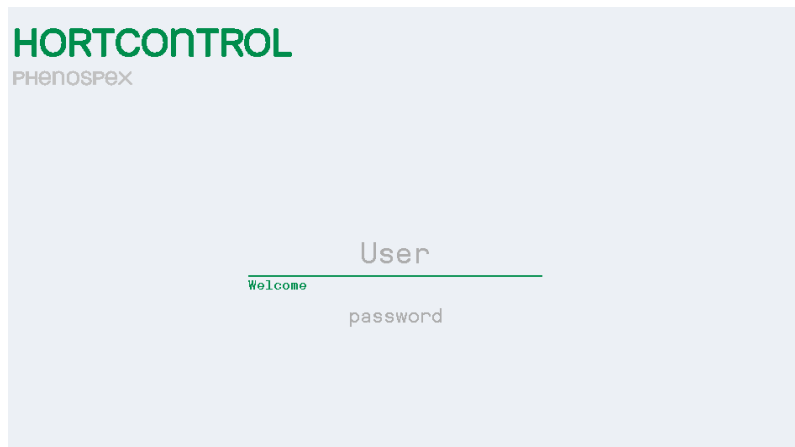 HORTCONTROL
PHENOSPEX
User
Welcome
password